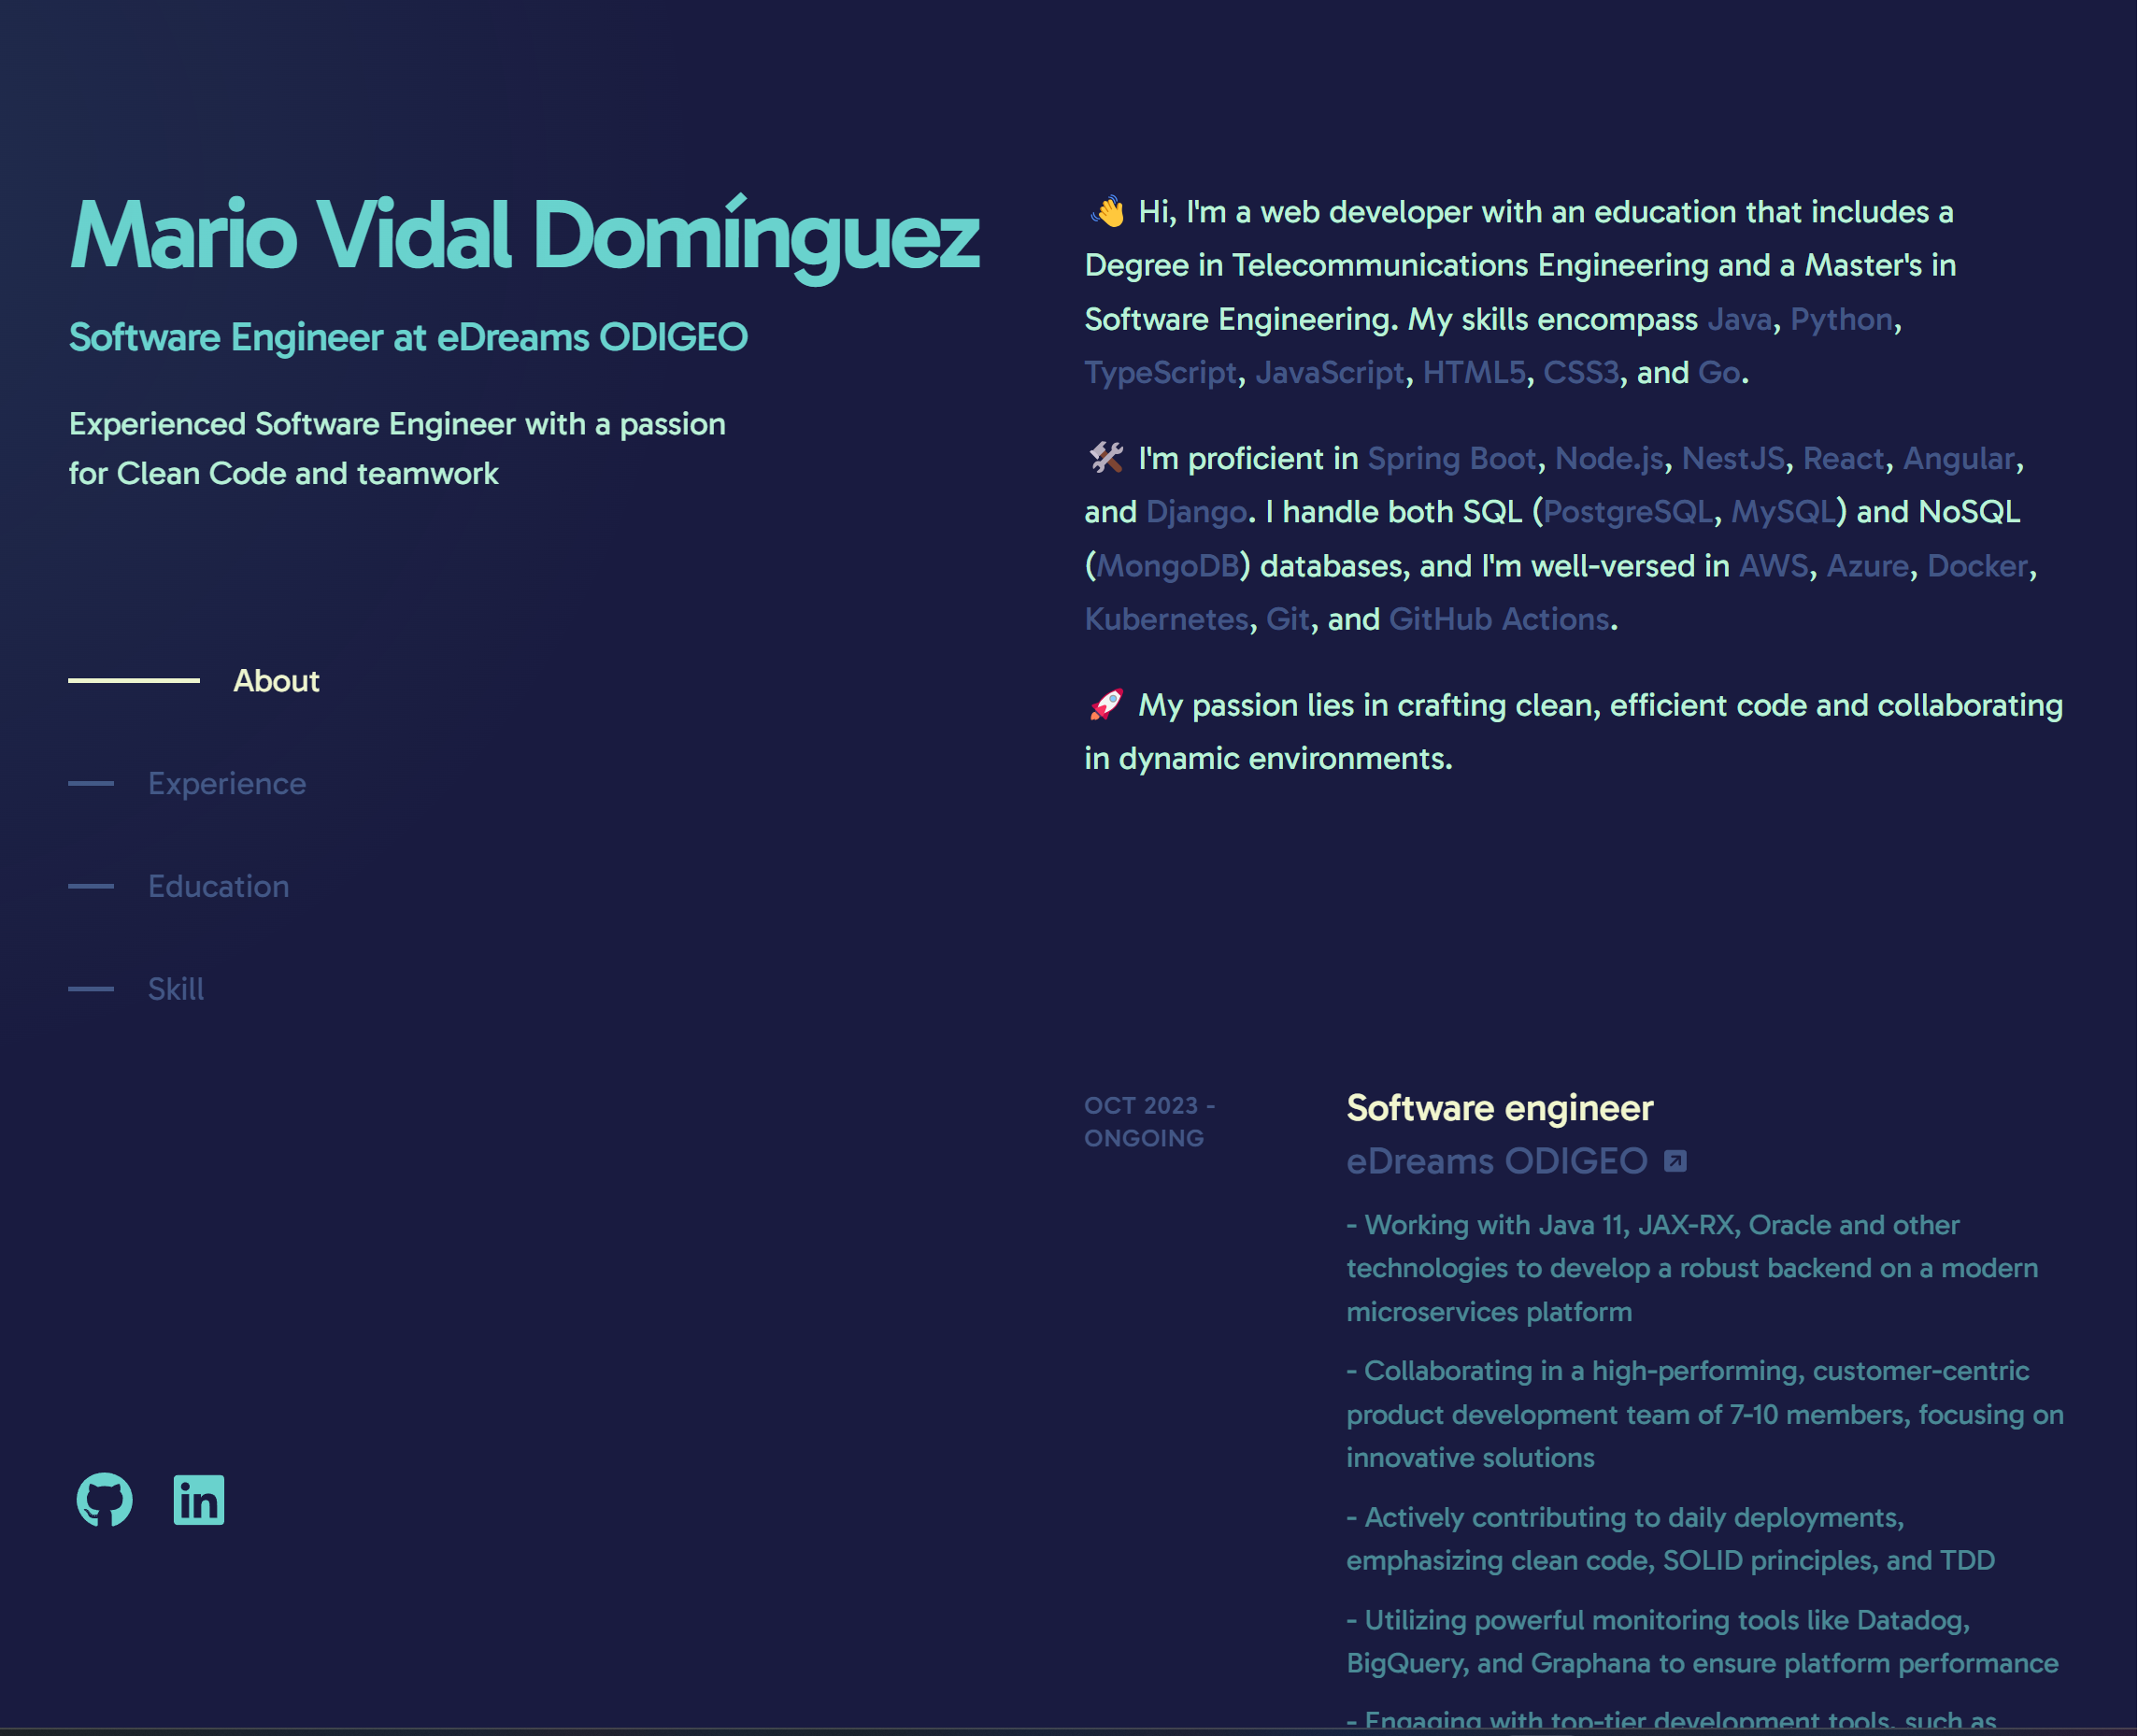 Mario Vidal Domínguez
Software Engineer at eDreams ODIGEO
Experienced Software Engineer with a passion
for Clean Code and teamwork
About
Experience
Education
Skill
👋 Hi, I'm a web developer with an education that includes a
Degree in Telecommunications Engineering and a Master's in
Software Engineering. My skills encompass Java, Python,
TypeScript, JavaScript, HTML5, CSS3, and Go.
🛠 I'm proficient in Spring Boot, Node.js, NestJS, React, Angular,
and Django. I handle both SQL (PostgreSQL, MySQL) and NoSQL
(MongoDB) databases, and I'm well-versed in AWS, Azure, Docker,
Kubernetes, Git, and GitHub Actions.
🚀 My passion lies in crafting clean, efficient code and collaborating
in dynamic environments.
OCT 2023 -
ONGOING
Software engineer
eDreams ODIGEO
- Working with Java 11, JAX-RX, Oracle and other
technologies to develop a robust backend on a modern
microservices platform
- Collaborating in a high-performing, customer-centric
product development team of 7-10 members, focusing on
innovative solutions
- Actively contributing to daily deployments,
emphasizing clean code, SOLID principles, and TDD
- Utilizing powerful monitoring tools like Datadog,
BigQuery, and Graphana to ensure platform performance
- Engaging with top-tier development tools, such as
in